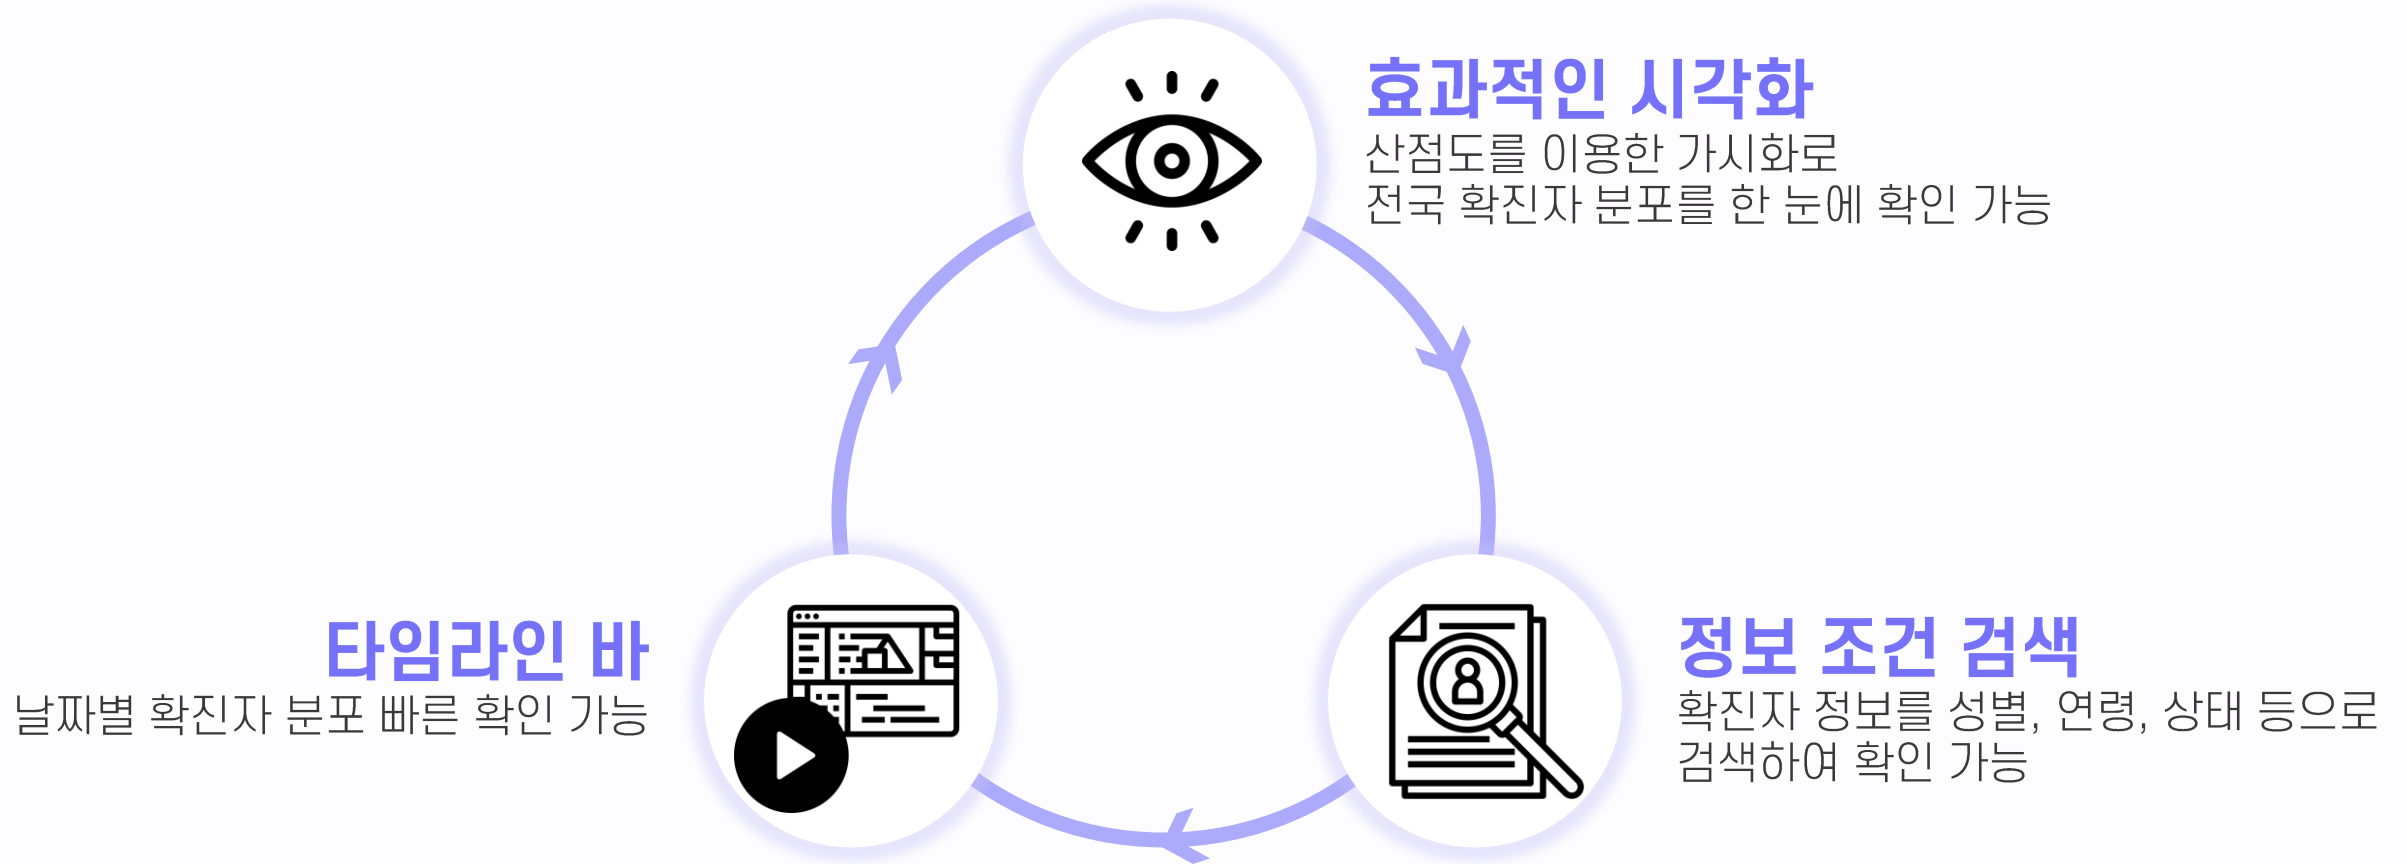 효과적인 시각화
산점도를 이용한 가시화로
전국 확진자 분포를 한 눈에 확인 가능
타임라인 바
날짜별 확진자 분포 빠른 확인 가능
정보 조건 검색
확진자 정보를 성별, 연령, 상태 등으로
검색하여 확인 가능